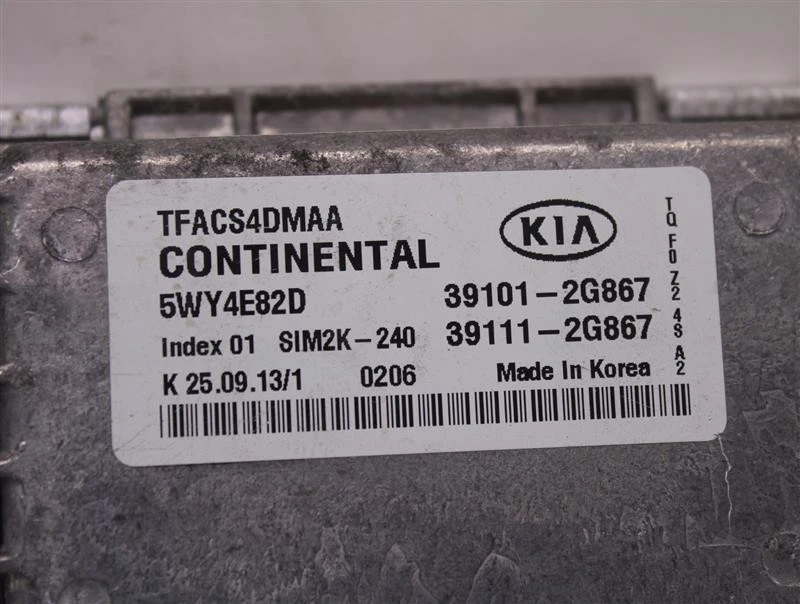 TFACS4DMAA
CONTINENTAL
KIA
5WY4E82D 39101-2G867
Index 01 SIM2K-240 39111-2G867
K 25.09.13/1 0206 Made In Korea
TQ F0 Z2 4S A2